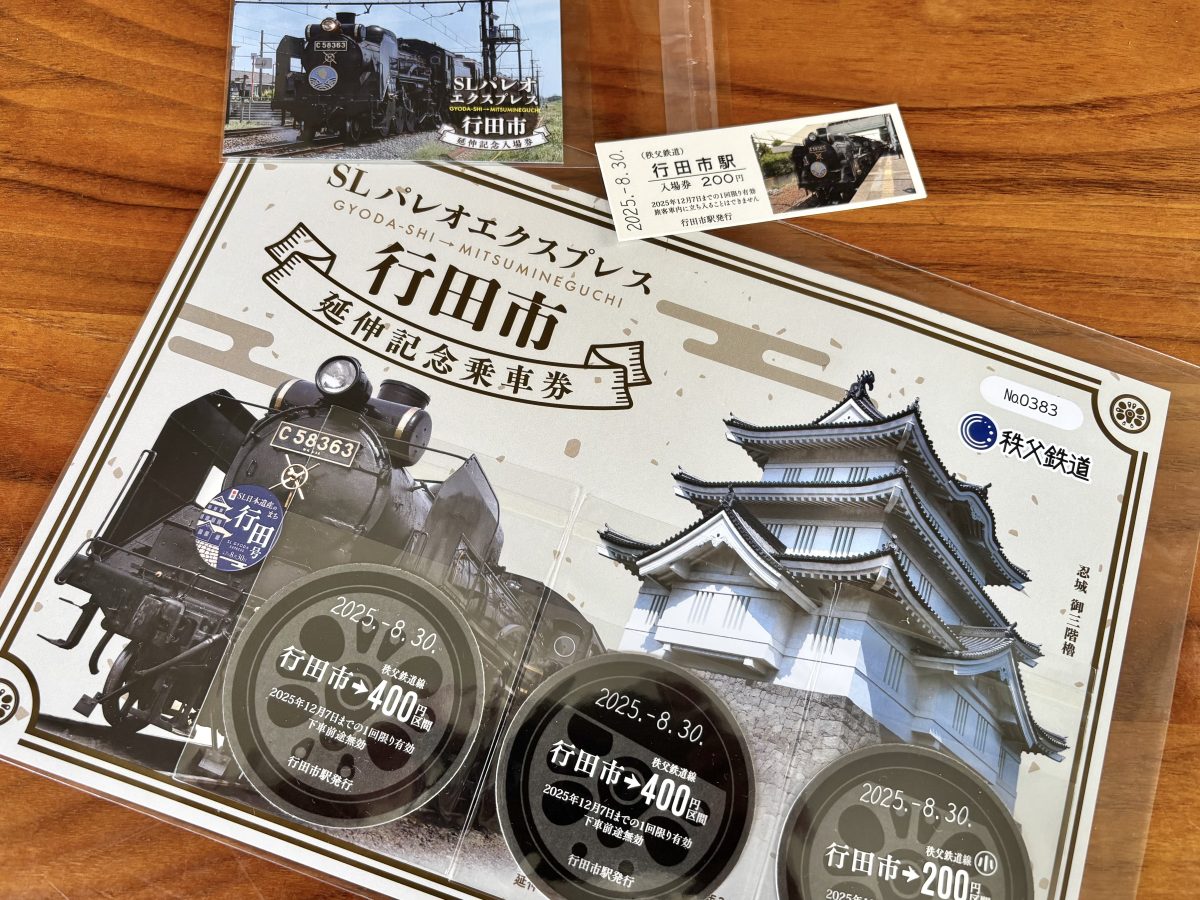 C58363
SLパレオ
エクスプレス
GYODA-SHI→MITSUMINEGUCHI
行田市
延伸記念入場券
2025.-8.30.
(秩父鉄道)
行田市駅
入場券 200円
2025年12月7日までの1回限り有効
旅客車内に立ち入ることはできません
行田市駅発行
SLパレオエクスプレス
GYODA-SHI→MITSUMINEGUCHI
行田市
延伸記念乗車券
No.0383
秩父鉄道
C58363
SL日本遺産のまち
行田号
忍城 御三階櫓
2025.-8.30.
秩父鉄道線
行田市→400円区間
2025年12月7日までの1回限り有効
下車前途無効
行田市駅発行
2025.-8.30.
秩父鉄道線
行田市→400円区間
2025年12月7日までの1回限り有効
下車前途無効
行田市駅発行
2025.-8.30.
秩父鉄道線 小
行田市→200円区間